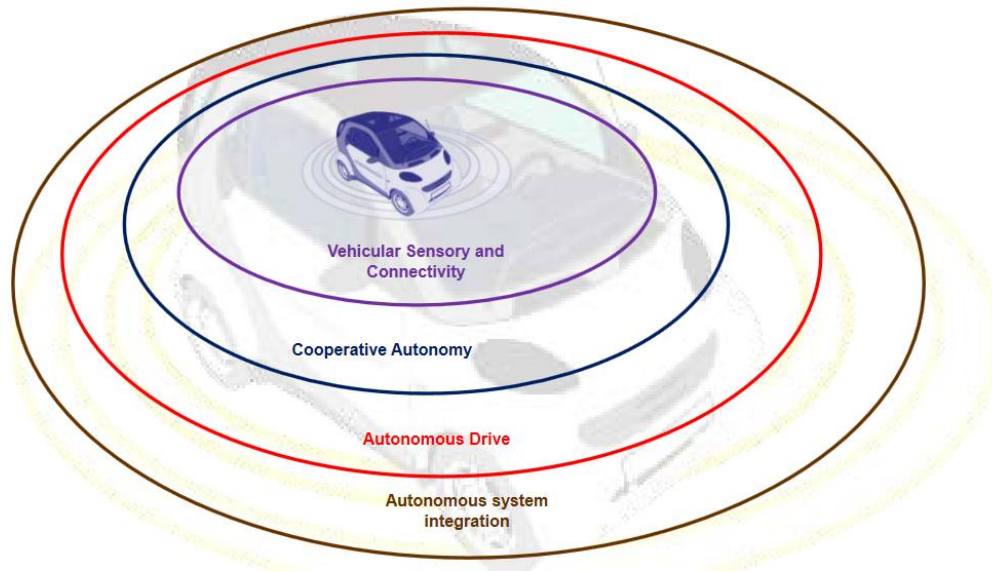 Vehicular Sensory and
Connectivity
Cooperative Autonomy
Autonomous Drive
Autonomous system
integration